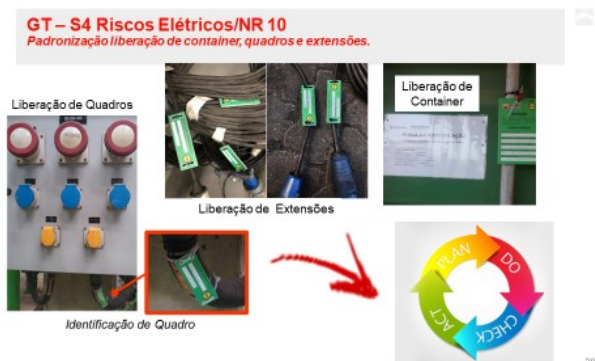 GT – S4 Riscos Elétricos/NR 10
Padronização liberação de container, quadros e extensões.
Liberação de Quadros
Liberação de
Container
Liberação de Extensões
Identificação de Quadro
PLAN
DO
CHECK
ACT